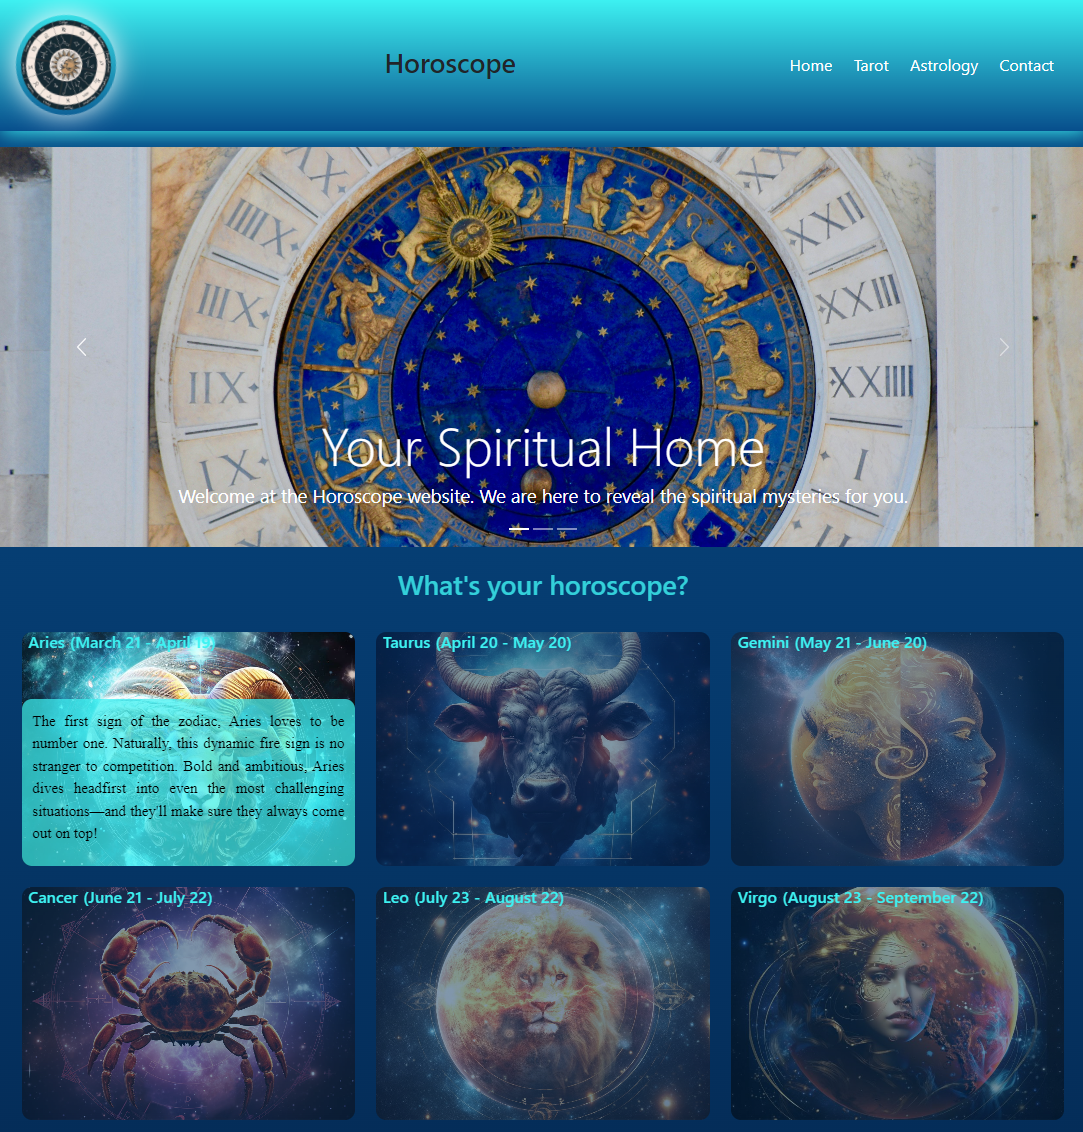 Horoscope
Home Tarot Astrology Contact
IIX
IX
XXII
XXIII
XXIIII
I
Your Spiritual Home
Welcome at the Horoscope website. We are here to reveal the spiritual mysteries for you.
What's your horoscope?
Aries (March 21 - April 19)
Taurus (April 20 - May 20)
Gemini (May 21 - June 20)
The first sign of the zodiac, Aries loves to be
number one. Naturally, this dynamic fire sign is no
stranger to competition. Bold and ambitious, Aries
dives headfirst into even the most challenging
situations—and they'll make sure they always come
out on top!
Cancer (June 21 - July 22)
Leo (July 23 - August 22)
Virgo (August 23 - September 22)